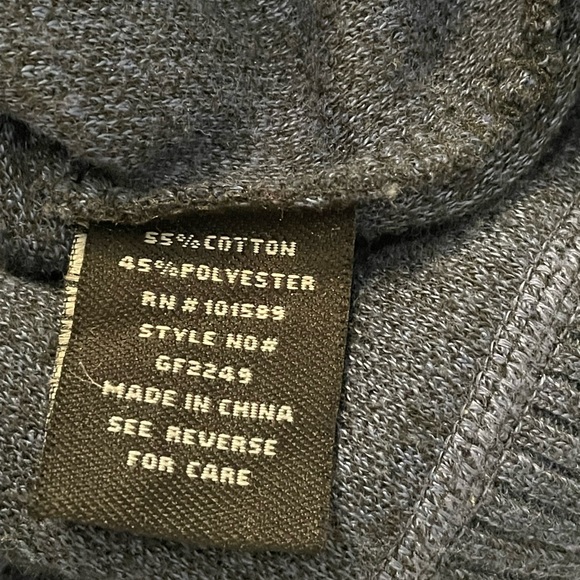 55% COTTON
45% POLYESTER
RN # 101589
STYLE NO#
GF2249
MADE IN CHINA
SEE REVERSE
FOR CARE